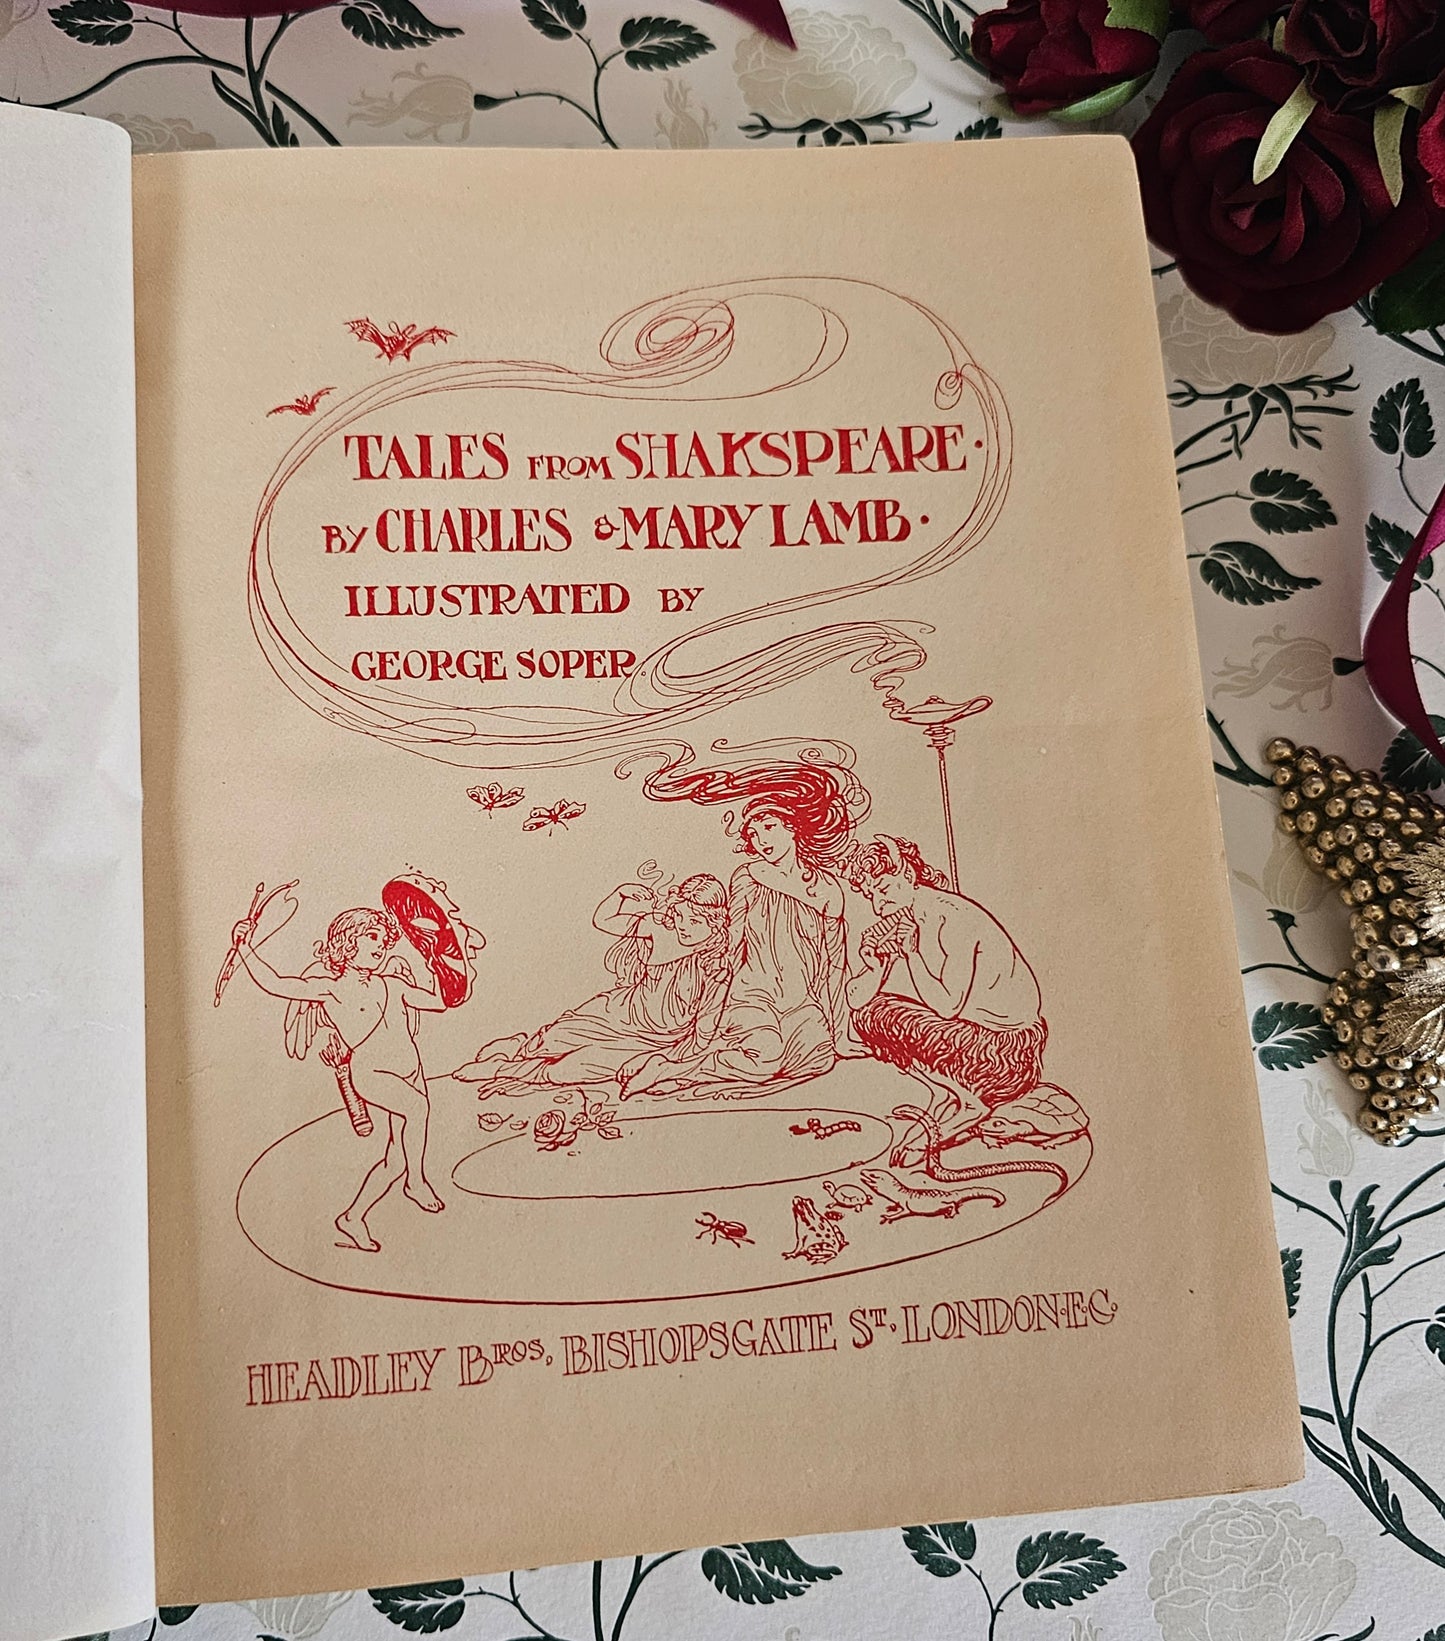 TALES FROM SHAKSPEARE·
BY CHARLES & MARY LAMB·
ILLUSTRATED BY
GEORGE SOPER.
HEADLEY BROS, BISHOPSGATE ST, LONDON·E·C·